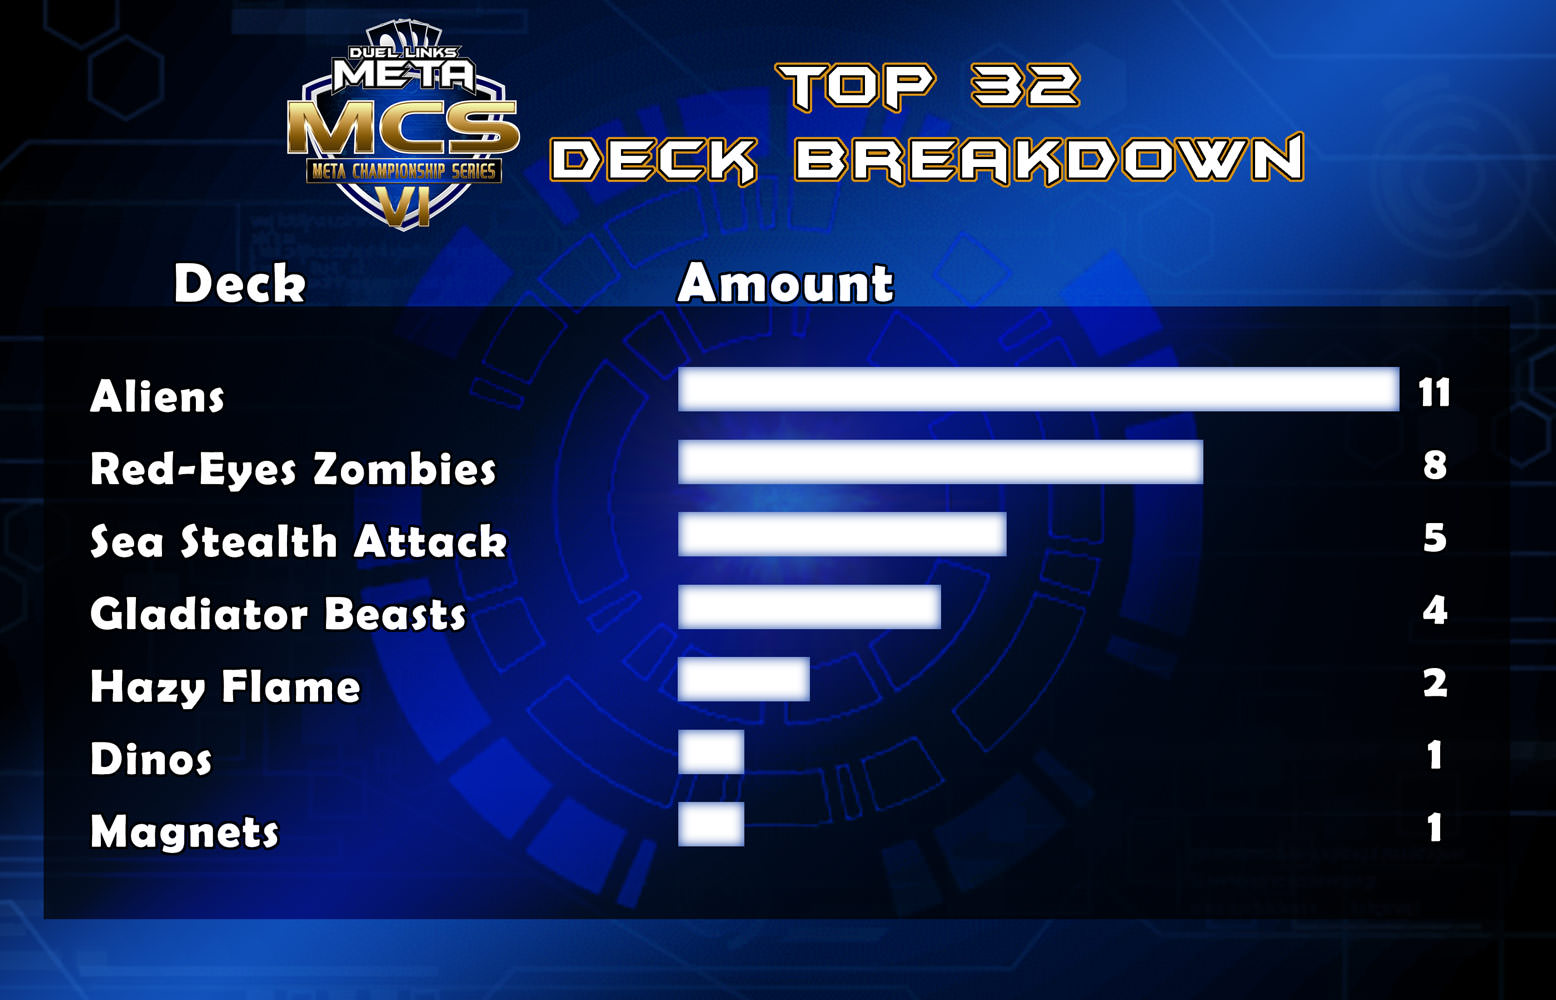 DUEL LINKS
META
MCS
META CHAMPIONSHIP SERIES
VI
TOP 32
DECK BREAKDOWN
Deck Amount
Aliens 11
Red-Eyes Zombies 8
Sea Stealth Attack 5
Gladiator Beasts 4
Hazy Flame 2
Dinos 1
Magnets 1